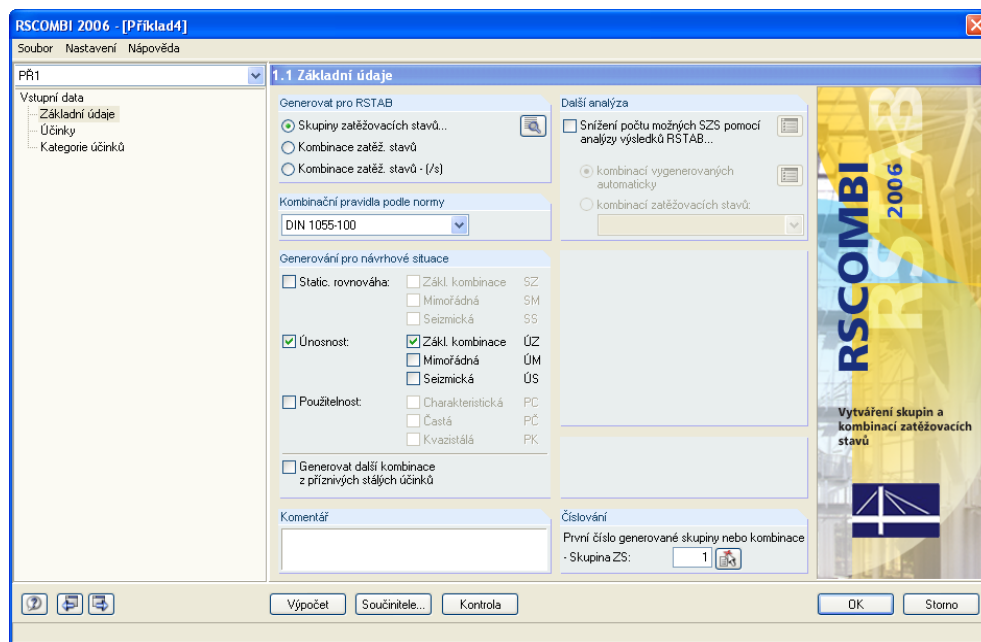 RSCOMBI 2006 - [Příklad4]
Soubor Nastavení Nápověda
PŘ1
1.1 Základní údaje
Vstupní data
Základní údaje
Účinky
Kategorie účinků
Generovat pro RSTAB
Skupiny zatěžovacích stavů...
Kombinace zatěž. stavů
Kombinace zatěž. stavů - (/s)
Kombinační pravidla podle normy
DIN 1055-100
Generování pro návrhové situace
Static. rovnováha: Zákl. kombinace SZ
Mimořádná SM
Seizmická SS
Únosnost: Zákl. kombinace ÚZ
Mimořádná ÚM
Seizmická ÚS
Použitelnost: Charakteristická PC
Častá PČ
Kvazistálá PK
Generovat další kombinace
z příznivých stálých účinků
Komentář
Další analýza
Snížení počtu možných SZS pomocí
analýzy výsledků RSTAB...
kombinací vygenerovaných
automaticky
kombinací zatěžovacích stavů:
Číslování
První číslo generované skupiny nebo kombinace
- Skupina ZS: 1
RSCOMBI
2006
RSTAB
Vytváření skupin a
kombinací zatěžovacích
stavů
Výpočet Součinitele... Kontrola OK Storno